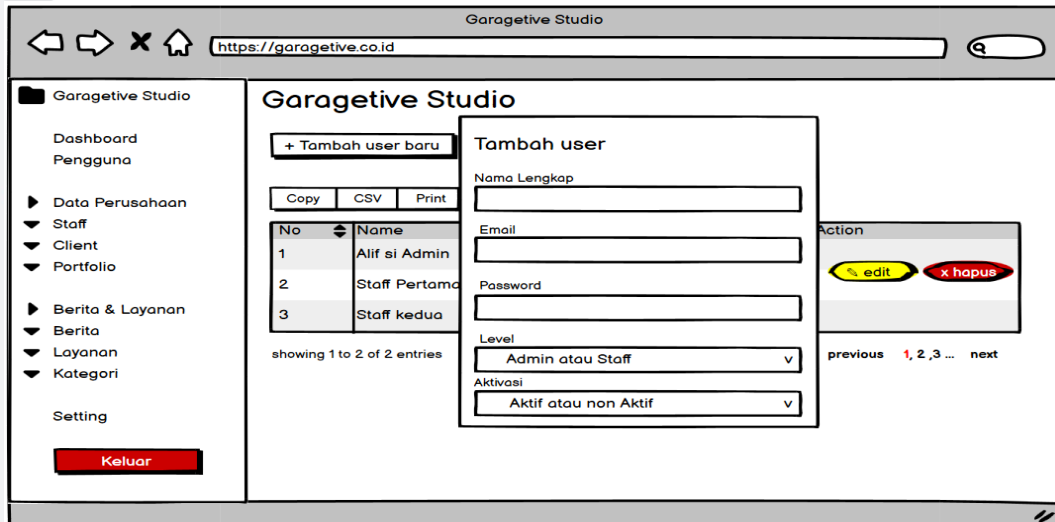 Garagetive Studio
https://garagetive.co.id
Garagetive Studio
Dashboard
Pengguna
Data Perusahaan
Staff
Client
Portfolio
Berita & Layanan
Berita
Layanan
Kategori
Setting
Keluar
Garagetive Studio
+ Tambah user baru
Copy CSV Print
No Name Action
1 Alif si Admin
2 Staff Pertama
3 Staff kedua
edit x hapus
showing 1 to 2 of 2 entries
previous 1, 2 ,3 ... next
Tambah user
Nama Lengkap
Email
Password
Level
Admin atau Staff v
Aktivasi
Aktif atau non Aktif v